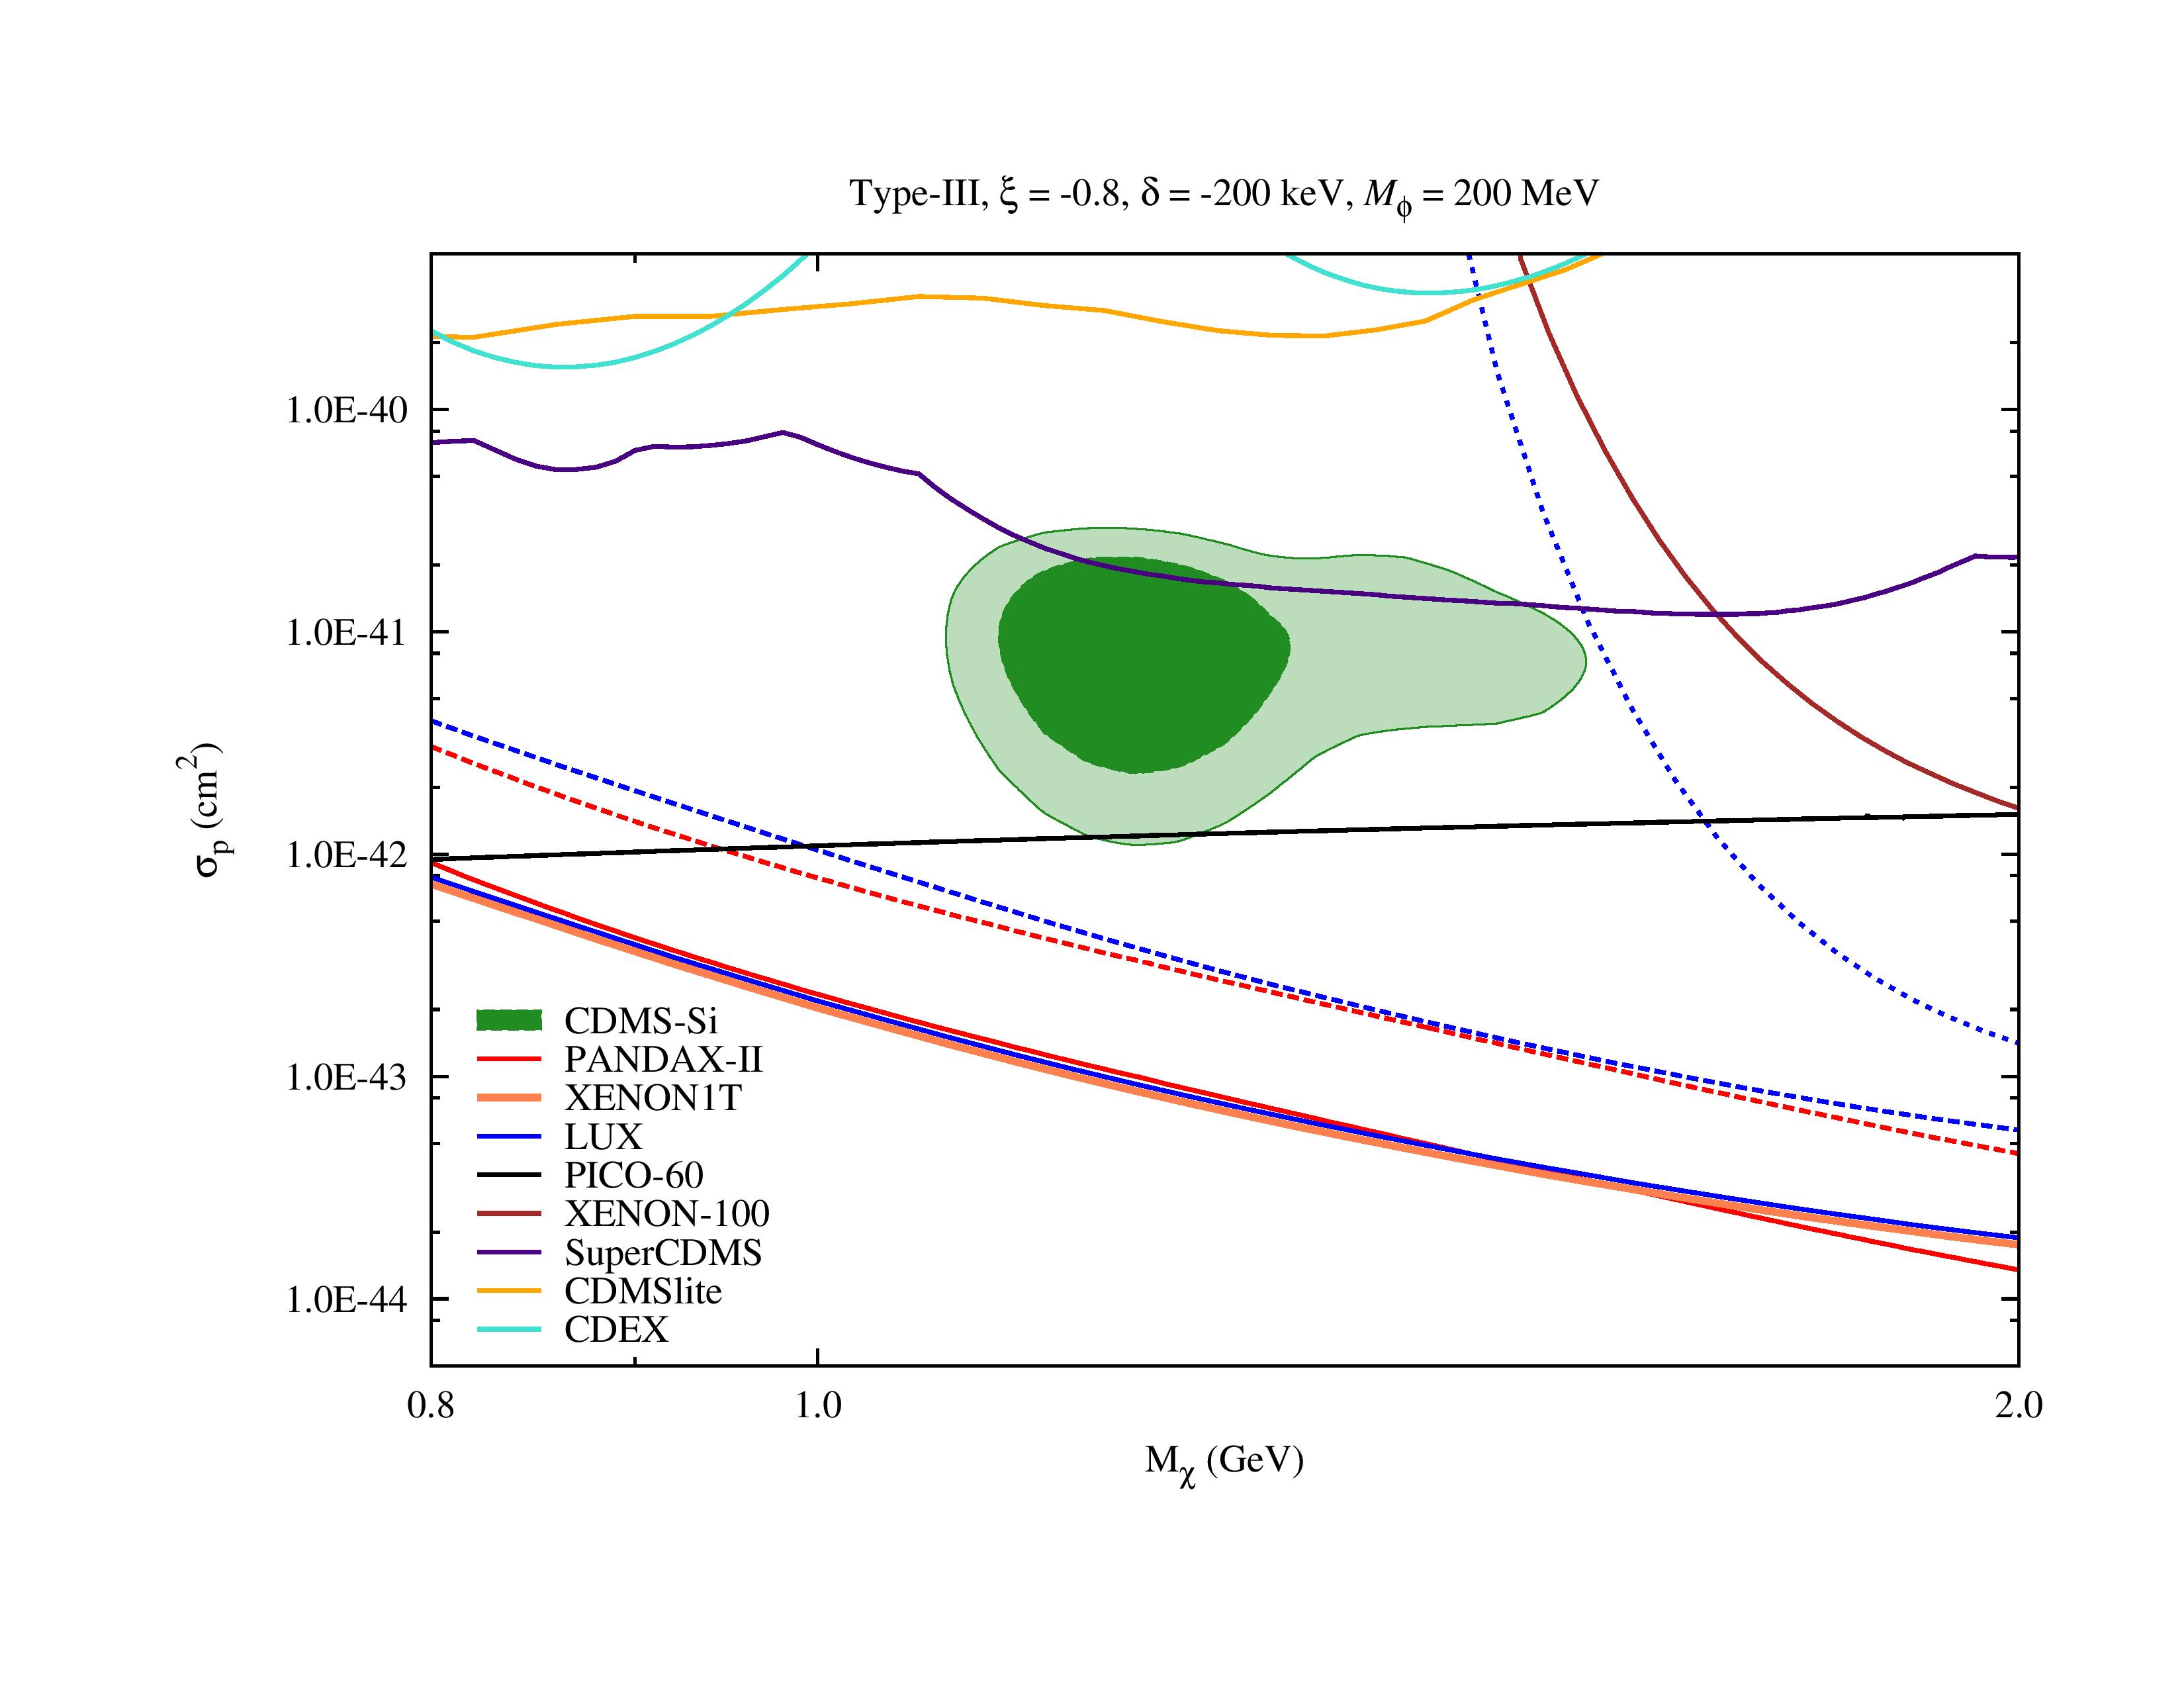 Type-III, ξ = -0.8, δ = -200 keV, Mϕ = 200 MeV
1.0E-40
1.0E-41
1.0E-42
1.0E-43
1.0E-44
σp (cm2)
CDMS-Si
PANDAX-II
XENON1T
LUX
PICO-60
XENON-100
SuperCDMS
CDMSlite
CDEX
0.8 1.0 2.0
Mχ (GeV)